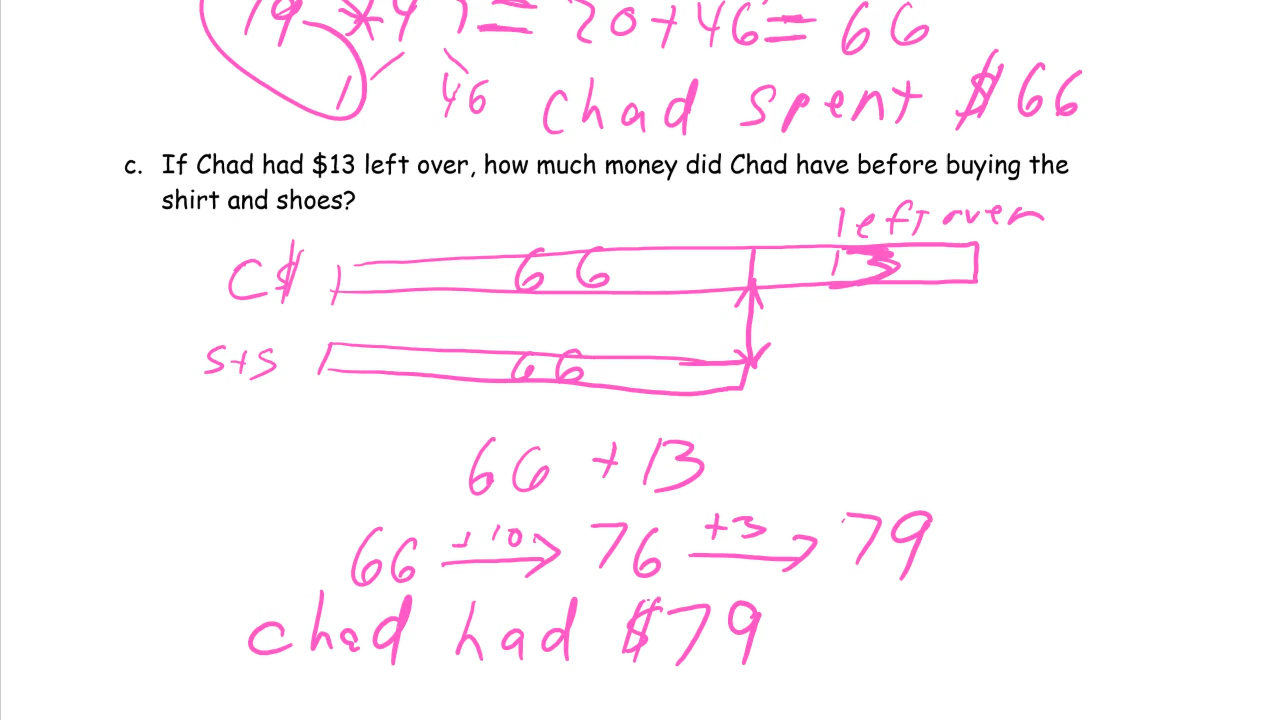 19 + 47 = 20 + 46 = 66
1 46 Chad spent $66
c. If Chad had $13 left over, how much money did Chad have before buying the
shirt and shoes?
left over
C$ 66 13
S+S 66
66 + 13
66 +10 76 +3 79
Chad had $79